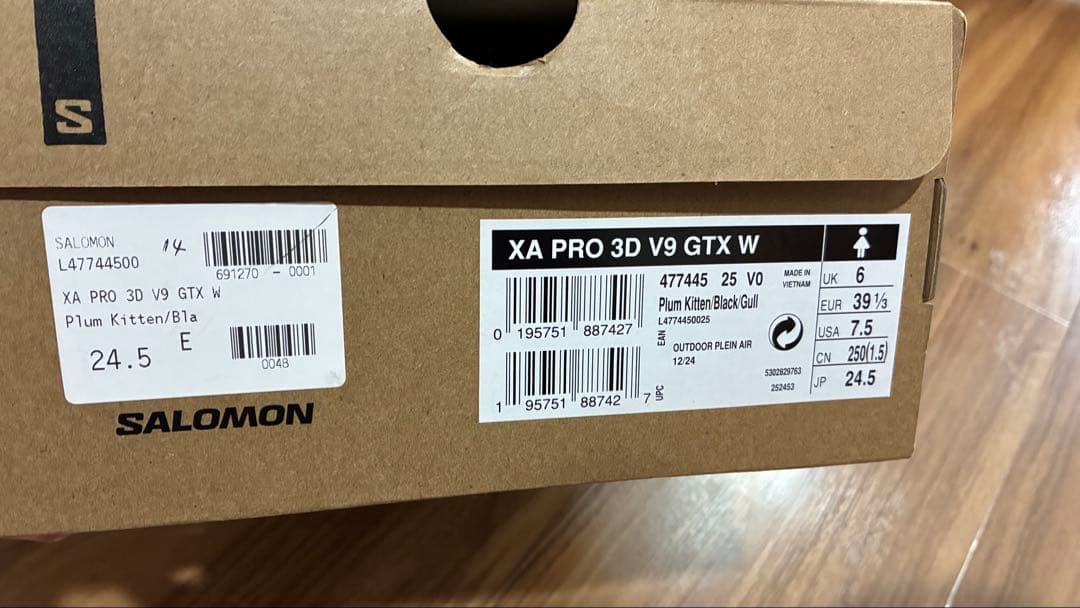 S
SALOMON 14
L47744500
691270 - 0001
XA PRO 3D V9 GTX W
Plum Kitten/Bla
24.5 E
0048
SALOMON
XA PRO 3D V9 GTX W
0 195751 887427
EAN
1 95751 88742 7
UPC
477445 25 V0
Plum Kitten/Black/Gull
L4774450025
OUTDOOR PLEIN AIR
12/24
MADE IN
VIETNAM
5302829763
252453
UK 6
EUR 39 1/3
USA 7.5
CN 250(1.5)
JP 24.5